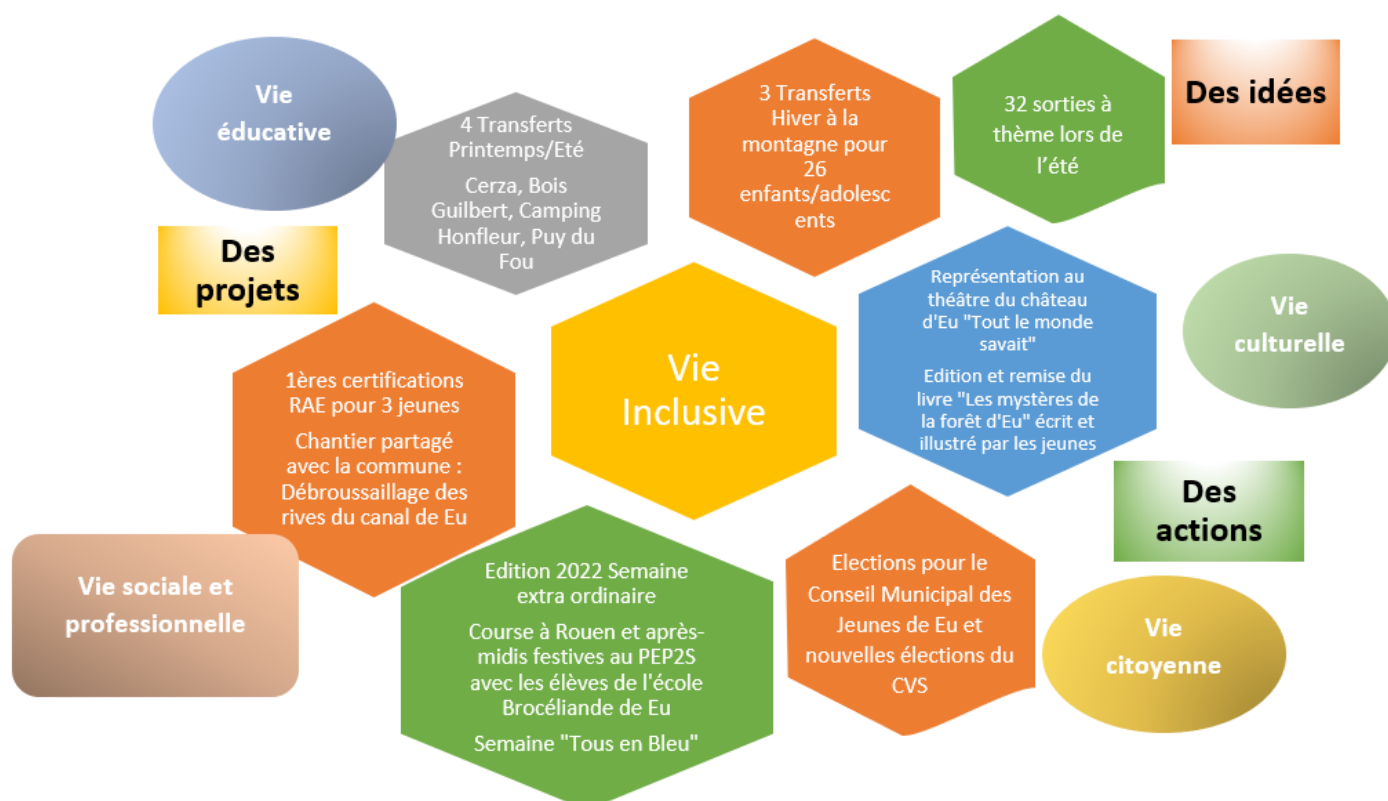 Vie
éducative
4 Transferts
Printemps/Eté
Cerza, Bois
Guilbert, Camping
Honfleur, Puy du
Fou
3 Transferts
Hiver à la
montagne pour
26
enfants/adolesc
ents
32 sorties à
thème lors de
l'été
Des idées
Des
projets
Représentation au
théâtre du château
d'Eu "Tout le monde
savait"
Edition et remise du
livre "Les mystères de
la forêt d'Eu" écrit et
illustré par les jeunes
Vie
culturelle
Vie
Inclusive
1ères certifications
RAE pour 3 jeunes
Chantier partagé
avec la commune :
Débroussaillage des
rives du canal de Eu
Des
actions
Vie sociale et
professionnelle
Edition 2022 Semaine
extra ordinaire
Course à Rouen et après-
midis festives au PEP2S
avec les élèves de l'école
Brocéliande de Eu
Semaine "Tous en Bleu"
Elections pour le
Conseil Municipal des
Jeunes de Eu et
nouvelles élections du
CVS
Vie
citoyenne